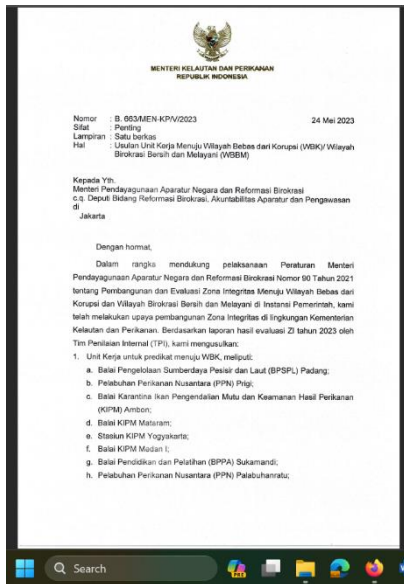 MENTERI KELAUTAN DAN PERIKANAN
REPUBLIK INDONESIA
Nomor : B. 663/MEN-KP/V/2023 24 Mei 2023
Sifat : Penting
Lampiran : Satu berkas
Hal : Usulan Unit Kerja Menuju Wilayah Bebas dari Korupsi (WBK)/ Wilayah
Birokrasi Bersih dan Melayani (WBBM)
Kepada Yth.
Menteri Pendayagunaan Aparatur Negara dan Reformasi Birokrasi
c.q. Deputi Bidang Reformasi Birokrasi, Akuntabilitas Aparatur dan Pengawasan
di
Jakarta
Dengan hormat,
Dalam rangka mendukung pelaksanaan Peraturan Menteri
Pendayagunaan Aparatur Negara dan Reformasi Birokrasi Nomor 90 Tahun 2021
tentang Pembangunan dan Evaluasi Zona Integritas Menuju Wilayah Bebas dari
Korupsi dan Wilayah Birokrasi Bersih dan Melayani di Instansi Pemerintah, kami
telah melakukan upaya pembangunan Zona Integritas di lingkungan Kementerian
Kelautan dan Perikanan. Berdasarkan laporan hasil evaluasi ZI tahun 2023 oleh
Tim Penilaian Internal (TPI), kami mengusulkan:
1. Unit Kerja untuk predikat menuju WBK, meliputi:
a. Balai Pengelolaan Sumberdaya Pesisir dan Laut (BPSPL) Padang;
b. Pelabuhan Perikanan Nusantara (PPN) Prigi;
c. Balai Karantina Ikan Pengendalian Mutu dan Keamanan Hasil Perikanan
(KIPM) Ambon;
d. Balai KIPM Mataram;
e. Stasiun KIPM Yogyakarta;
f. Balai KIPM Medan I;
g. Balai Pendidikan dan Pelatihan (BPPA) Sukamandi;
h. Pelabuhan Perikanan Nusantara (PPN) Palabuhanratu;
Search